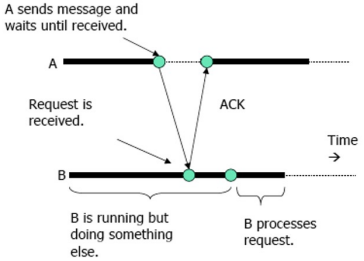 A sends message and
waits until received.
A
Request is
received.
ACK
Time
→
B
B is running but
doing something
else.
B processes
request.